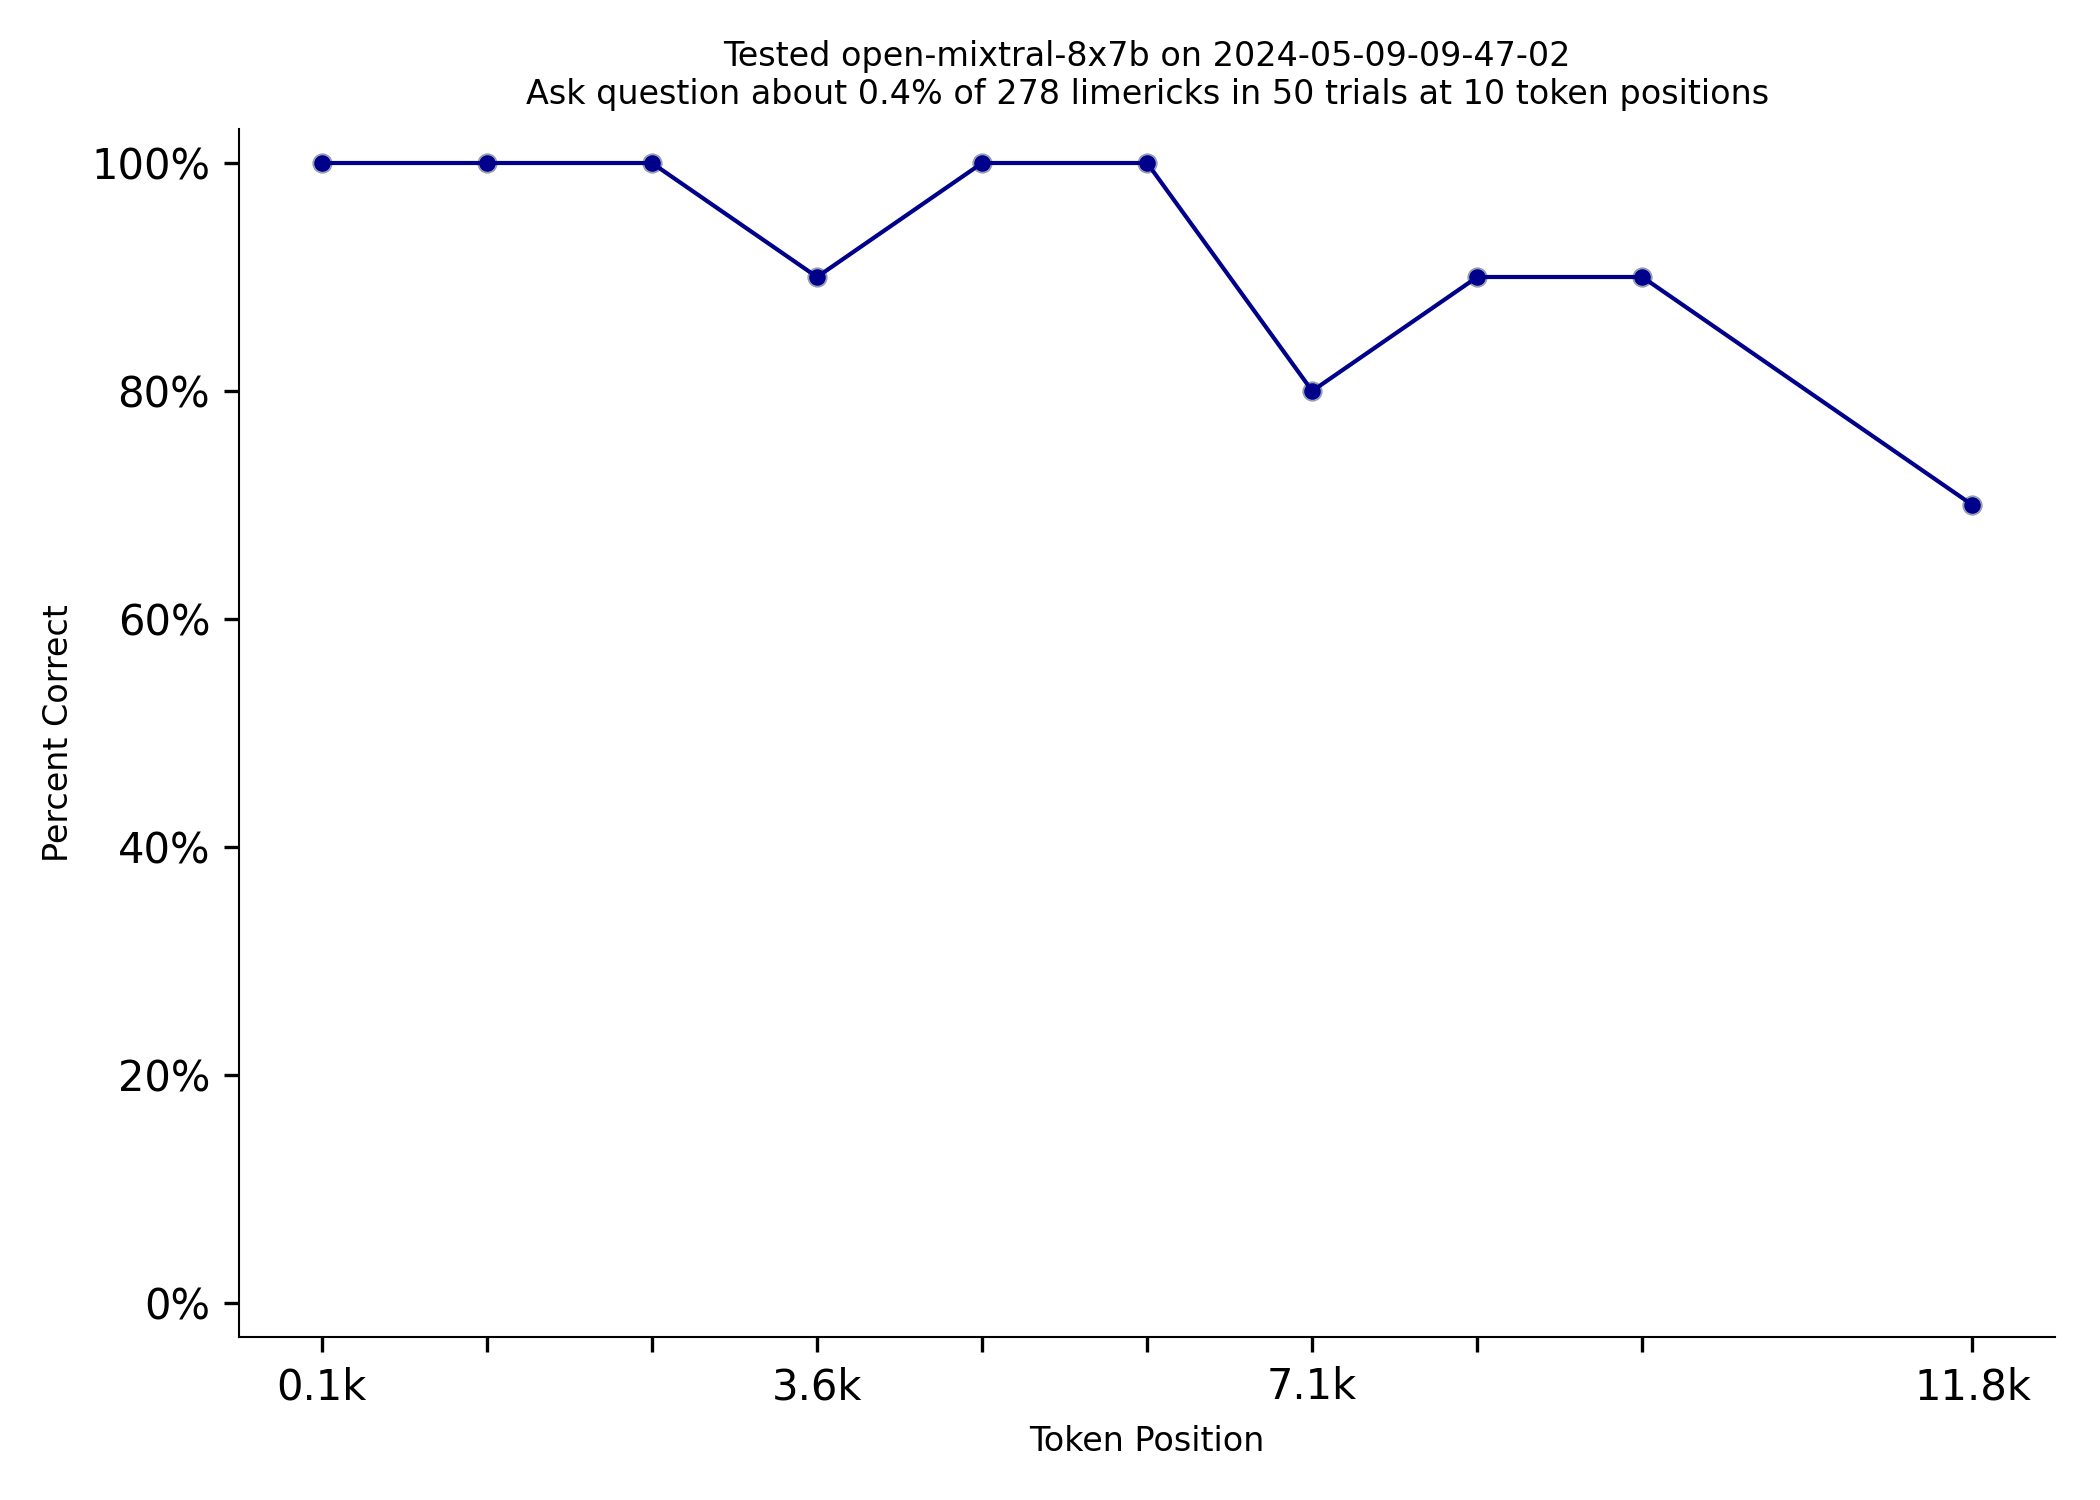 Tested open-mixtral-8x7b on 2024-05-09-09-47-02
Ask question about 0.4% of 278 limericks in 50 trials at 10 token positions
100%
80%
60%
40%
20%
0%
Percent Correct
0.1k
3.6k
7.1k
11.8k
Token Position